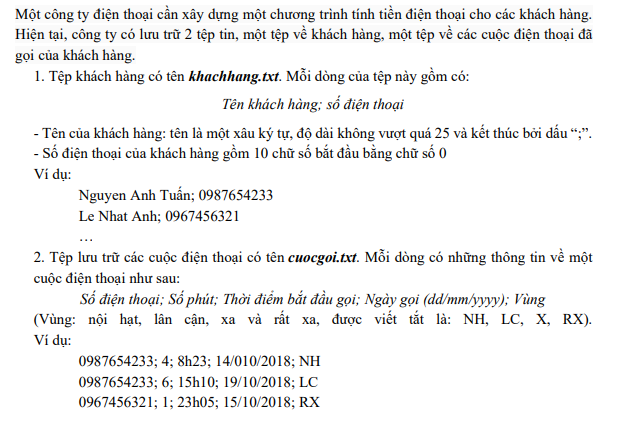 Một công ty điện thoại cần xây dựng một chương trình tính tiền điện thoại cho các khách hàng.
Hiện tại, công ty có lưu trữ 2 tệp tin, một tệp về khách hàng, một tệp về các cuộc điện thoại đã
gọi của khách hàng.
1. Tệp khách hàng có tên khachhang.txt. Mỗi dòng của tệp này gồm có:
Tên khách hàng; số điện thoại
- Tên của khách hàng: tên là một xâu ký tự, độ dài không vượt quá 25 và kết thúc bởi dấu “;”.
- Số điện thoại của khách hàng gồm 10 chữ số bắt đầu bằng chữ số 0
Ví dụ:
Nguyen Anh Tuấn; 0987654233
Le Nhat Anh; 0967456321
…
2. Tệp lưu trữ các cuộc điện thoại có tên cuocgoi.txt. Mỗi dòng có những thông tin về một
cuộc điện thoại như sau:
Số điện thoại; Số phút; Thời điểm bắt đầu gọi; Ngày gọi (dd/mm/yyyy); Vùng
(Vùng: nội hạt, lân cận, xa và rất xa, được viết tắt là: NH, LC, X, RX).
Ví dụ:
0987654233; 4; 8h23; 14/010/2018; NH
0987654233; 6; 15h10; 19/10/2018; LC
0967456321; 1; 23h05; 15/10/2018; RX